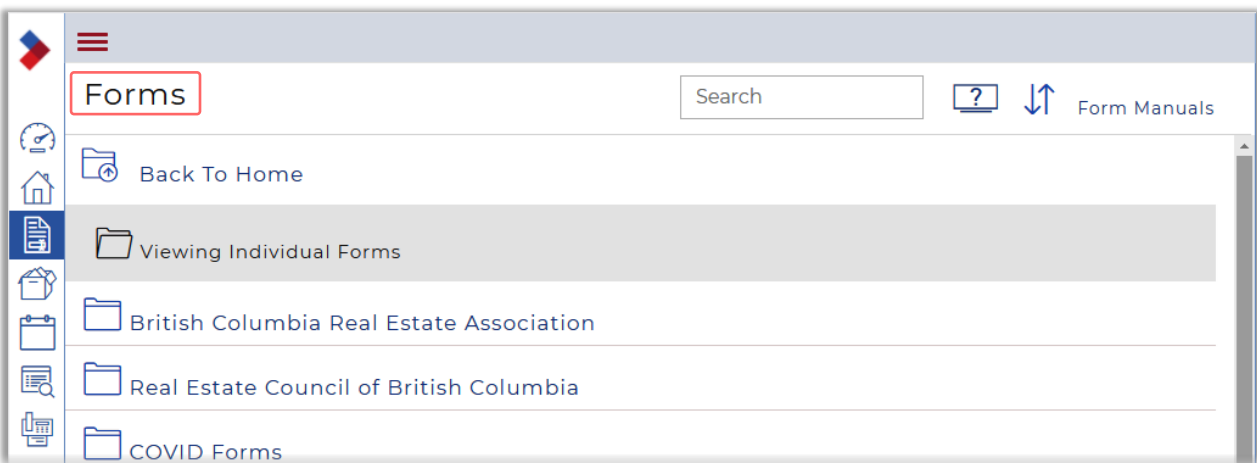 Forms
Search
?
Form Manuals
Back To Home
Viewing Individual Forms
British Columbia Real Estate Association
Real Estate Council of British Columbia
COVID Forms